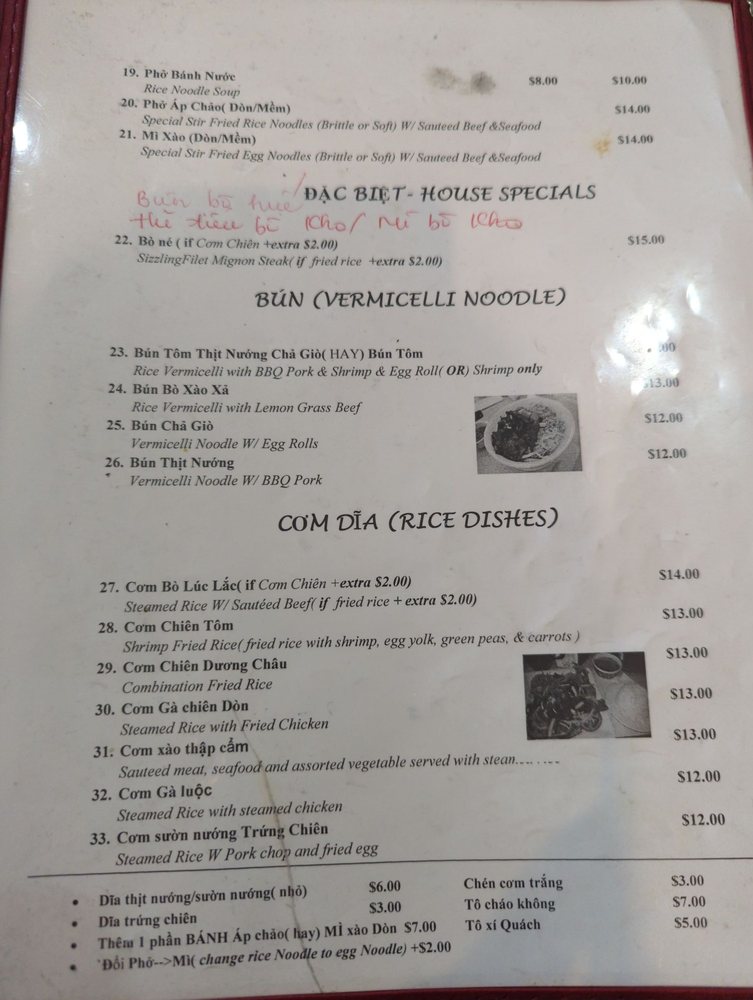 19. Phở Bánh Nước $8.00 $10.00
Rice Noodle Soup
20. Phở Áp Chảo( Dòn/Mềm) $14.00
Special Stir Fried Rice Noodles (Brittle or Soft) W/ Sauteed Beef &Seafood
21. Mì Xào (Dòn/Mềm) $14.00
Special Stir Fried Egg Noodles (Brittle or Soft) W/ Sauteed Beef &Seafood
Bún bò huế/
ĐẶC BIỆT- HOUSE SPECIALS
bò Kho/ Mì bò Kho
22. Bò né ( if Cơm Chiên +extra $2.00) $15.00
SizzlingFilet Mignon Steak( if fried rice +extra $2.00)
BÚN (VERMICELLI NOODLE)
23. Bún Tôm Thịt Nướng Chả Giò( HAY) Bún Tôm .00
Rice Vermicelli with BBQ Pork & Shrimp & Egg Roll( OR) Shrimp only
24. Bún Bò Xào Xả $13.00
Rice Vermicelli with Lemon Grass Beef
25. Bún Chả Giò $12.00
Vermicelli Noodle W/ Egg Rolls
26. Bún Thịt Nướng $12.00
Vermicelli Noodle W/ BBQ Pork
CƠM DĨA (RICE DISHES)
27. Cơm Bò Lúc Lắc( if Cơm Chiên +extra $2.00) $14.00
Steamed Rice W/ Sautéed Beef( if fried rice + extra $2.00)
28. Cơm Chiên Tôm $13.00
Shrimp Fried Rice( fried rice with shrimp, egg yolk, green peas, & carrots )
29. Cơm Chiên Dương Châu $13.00
Combination Fried Rice
30. Cơm Gà chiên Dòn $13.00
Steamed Rice with Fried Chicken
31. Cơm xào thập cẩm $13.00
Sauteed meat, seafood and assorted vegetable served with
32. Cơm Gà luộc $12.00
Steamed Rice with steamed chicken
33. Cơm sườn nướng Trứng Chiên $12.00
Steamed Rice W Pork chop and fried egg
• Dĩa thịt nướng/sườn nướng( nhỏ) $6.00 Chén cơm trắng $3.00
• Dĩa trứng chiên $3.00 Tô cháo không $7.00
• Thêm 1 phần BÁNH Áp chảo( hay) MÌ xào Dòn $7.00 Tô xí Quách $5.00
• Đổi Phở-->Mì( change rice Noodle to egg Noodle) +$2.00